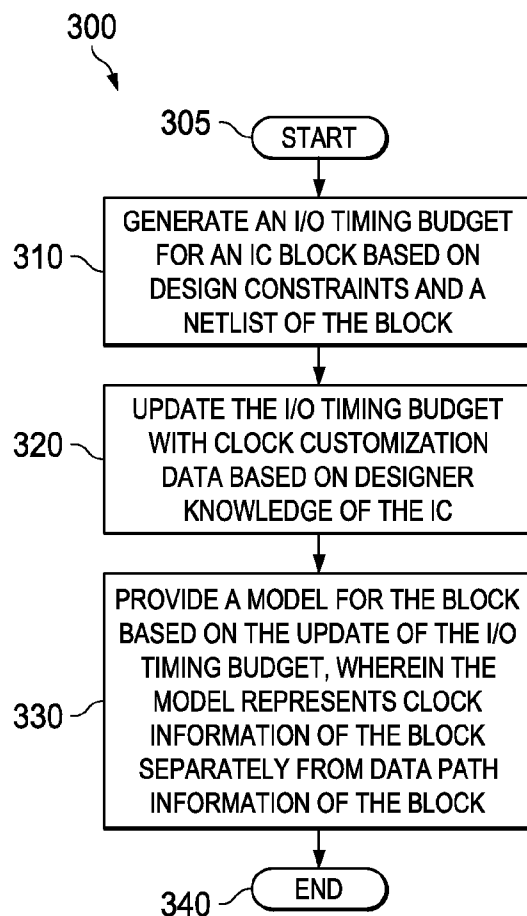 300
305
START
310
GENERATE AN I/O TIMING BUDGET
FOR AN IC BLOCK BASED ON
DESIGN CONSTRAINTS AND A
NETLIST OF THE BLOCK
320
UPDATE THE I/O TIMING BUDGET
WITH CLOCK CUSTOMIZATION
DATA BASED ON DESIGNER
KNOWLEDGE OF THE IC
330
PROVIDE A MODEL FOR THE BLOCK
BASED ON THE UPDATE OF THE I/O
TIMING BUDGET, WHEREIN THE
MODEL REPRESENTS CLOCK
INFORMATION OF THE BLOCK
SEPARATELY FROM DATA PATH
INFORMATION OF THE BLOCK
340
END